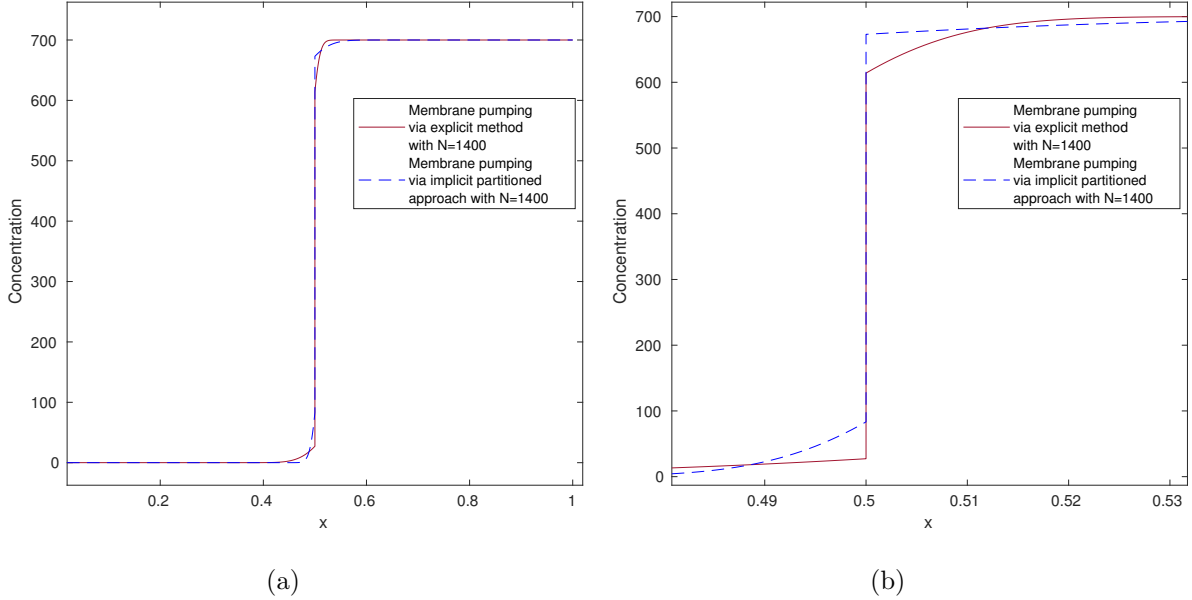 700
600
500
400
300
200
100
0
Concentration
0.2
0.4
0.6
0.8
1
x
Membrane pumping
via explicit method
with N=1400
Membrane pumping
via implicit partitioned
approach with N=1400
(a)
700
600
500
400
300
200
100
0
Concentration
0.49
0.5
0.51
0.52
0.53
x
Membrane pumping
via explicit method
with N=1400
Membrane pumping
via implicit partitioned
approach with N=1400
(b)